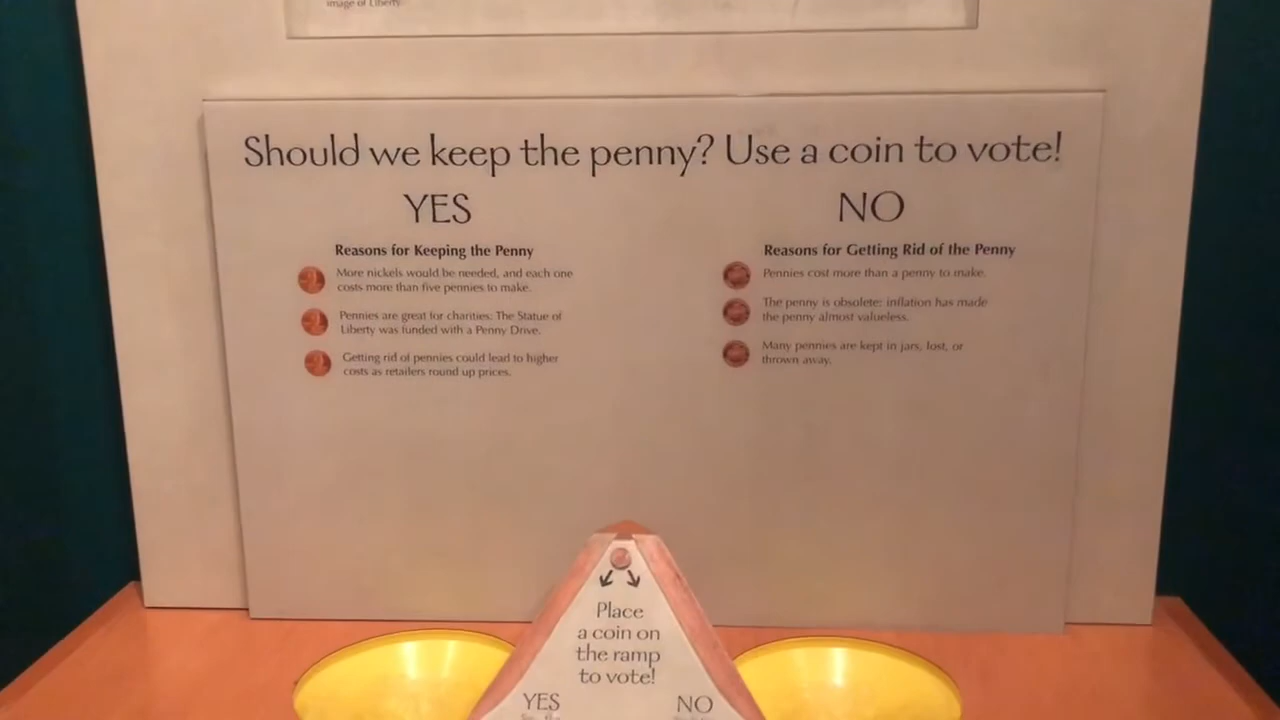 image of Liberty
Should we keep the penny? Use a coin to vote!
YES
Reasons for Keeping the Penny
More nickels would be needed, and each one
costs more than five pennies to make.
Pennies are great for charities. The Statue of
Liberty was funded with a Penny Drive.
Getting rid of pennies could lead to higher
costs as retailers round up prices.
NO
Reasons for Getting Rid of the Penny
Pennies cost more than a penny to make.
The penny is obsolete: inflation has made
the penny almost valueless.
Many pennies are kept in jars, lost, or
thrown away.
Place
a coin on
the ramp
to vote!
YES
NO